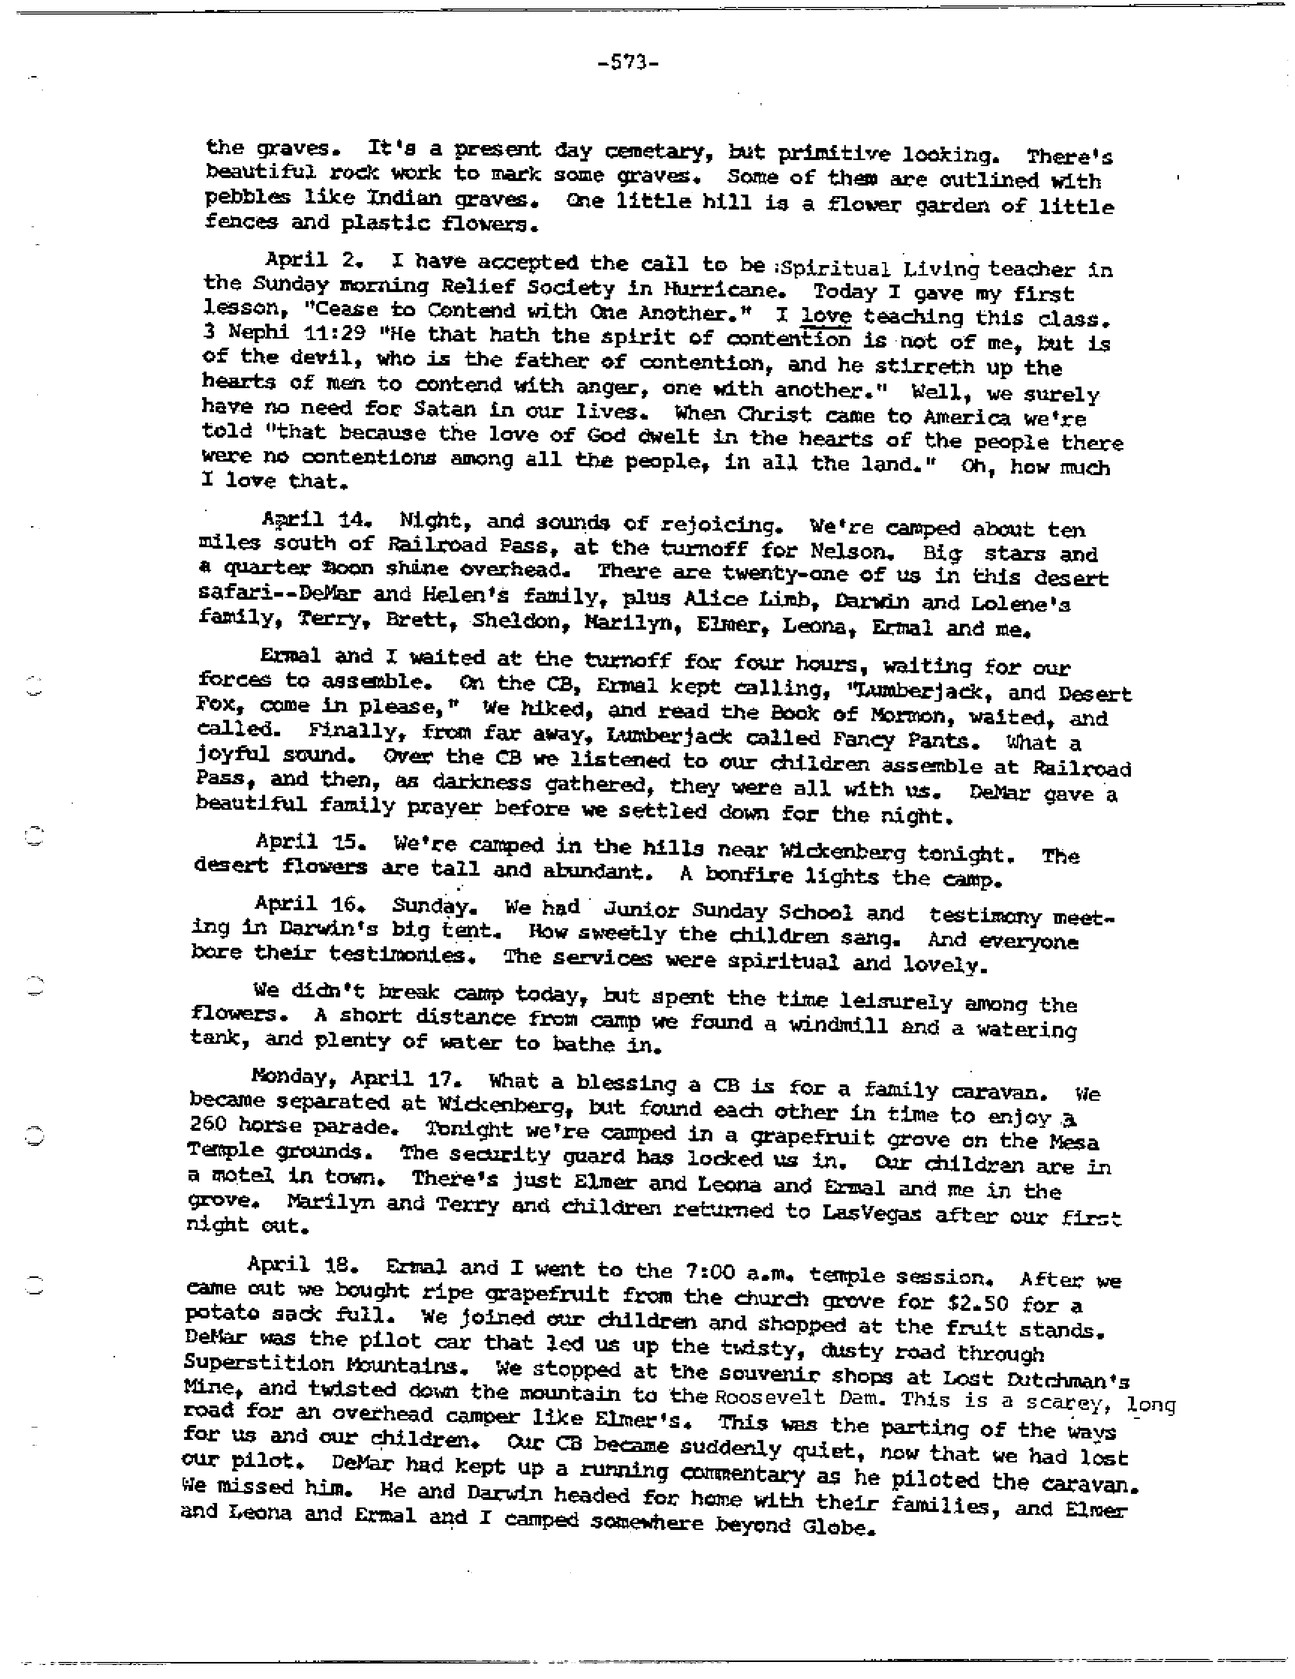 -573-
the graves. It's a present day cemetary, but primitive looking. There's
beautiful rock work to mark some graves. Some of them are outlined with
pebbles like Indian graves. One little hill is a flower garden of little
fences and plastic flowers.
April 2. I have accepted the call to be Spiritual Living teacher in
the Sunday morning Relief Society in Hurricane. Today I gave my first
lesson, "Cease to Contend with One Another." I love teaching this class.
3 Nephi 11:29 "He that hath the spirit of contention is not of me, but is
of the devil, who is the father of contention, and he stirreth up the
hearts of men to contend with anger, one with another." Well, we surely
have no need for Satan in our lives. When Christ came to America we're
told "that because the love of God dwelt in the hearts of the people there
were no contentions among all the people, in all the land." Oh, how much
I love that.
April 14. Night, and sounds of rejoicing. We're camped about ten
miles south of Railroad Pass, at the turnoff for Nelson. Big stars and
a quarter moon shine overhead. There are twenty-one of us in this desert
safari--DeMar and Helen's family, plus Alice Limb, Darwin and Lolene's
family, Terry, Brett, Sheldon, Marilyn, Elmer, Leona, Ermal and me.
Ermal and I waited at the turnoff for four hours, waiting for our
forces to assemble. On the CB, Ermal kept calling, "Lumberjack, and Desert
Fox, come in please," We hiked, and read the Book of Mormon, waited, and
called. Finally, from far away, Lumberjack called Fancy Pants. What a
joyful sound. Over the CB we listened to our children assemble at Railroad
Pass, and then, as darkness gathered, they were all with us. DeMar gave a
beautiful family prayer before we settled down for the night.
April 15. We're camped in the hills near Wickenberg tonight. The
desert flowers are tall and abundant. A bonfire lights the camp.
April 16. Sunday. We had Junior Sunday School and testimony meet-
ing in Darwin's big tent. How sweetly the children sang. And everyone
bore their testimonies. The services were spiritual and lovely.
We didn't break camp today, but spent the time leisurely among the
flowers. A short distance from camp we found a windmill and a watering
tank, and plenty of water to bathe in.
Monday, April 17. What a blessing a CB is for a family caravan. We
became separated at Wickenberg, but found each other in time to enjoy a
260 horse parade. Tonight we're camped in a grapefruit grove on the Mesa
Temple grounds. The security guard has locked us in. Our children are in
a motel in town. There's just Elmer and Leona and Ermal and me in the
grove. Marilyn and Terry and children returned to LasVegas after our first
night out.
April 18. Ermal and I went to the 7:00 a.m. temple session. After we
came out we bought ripe grapefruit from the church grove for $2.50 for a
potato sack full. We joined our children and shopped at the fruit stands.
DeMar was the pilot car that led us up the twisty, dusty road through
Superstition Mountains. We stopped at the souvenir shops at Lost Dutchman's
Mine, and twisted down the mountain to the Roosevelt Dam. This is a scarey, long
road for an overhead camper like Elmer's. This was the parting of the ways
for us and our children. Our CB became suddenly quiet, now that we had lost
our pilot. DeMar had kept up a running commentary as he piloted the caravan.
We missed him. He and Darwin headed for home with their families, and Elmer
and Leona and Ermal and I camped somewhere beyond Globe.